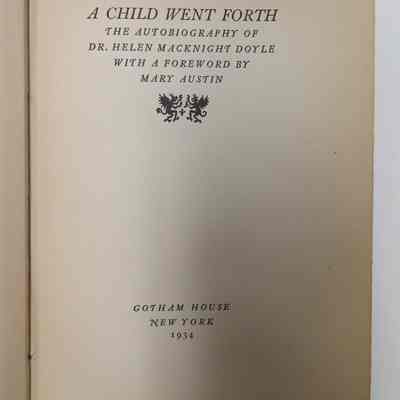 A CHILD WENT FORTH
THE AUTOBIOGRAPHY OF
DR. HELEN MACKNIGHT DOYLE
WITH A FOREWORD BY
MARY AUSTIN
GOTHAM HOUSE
NEW YORK
1934